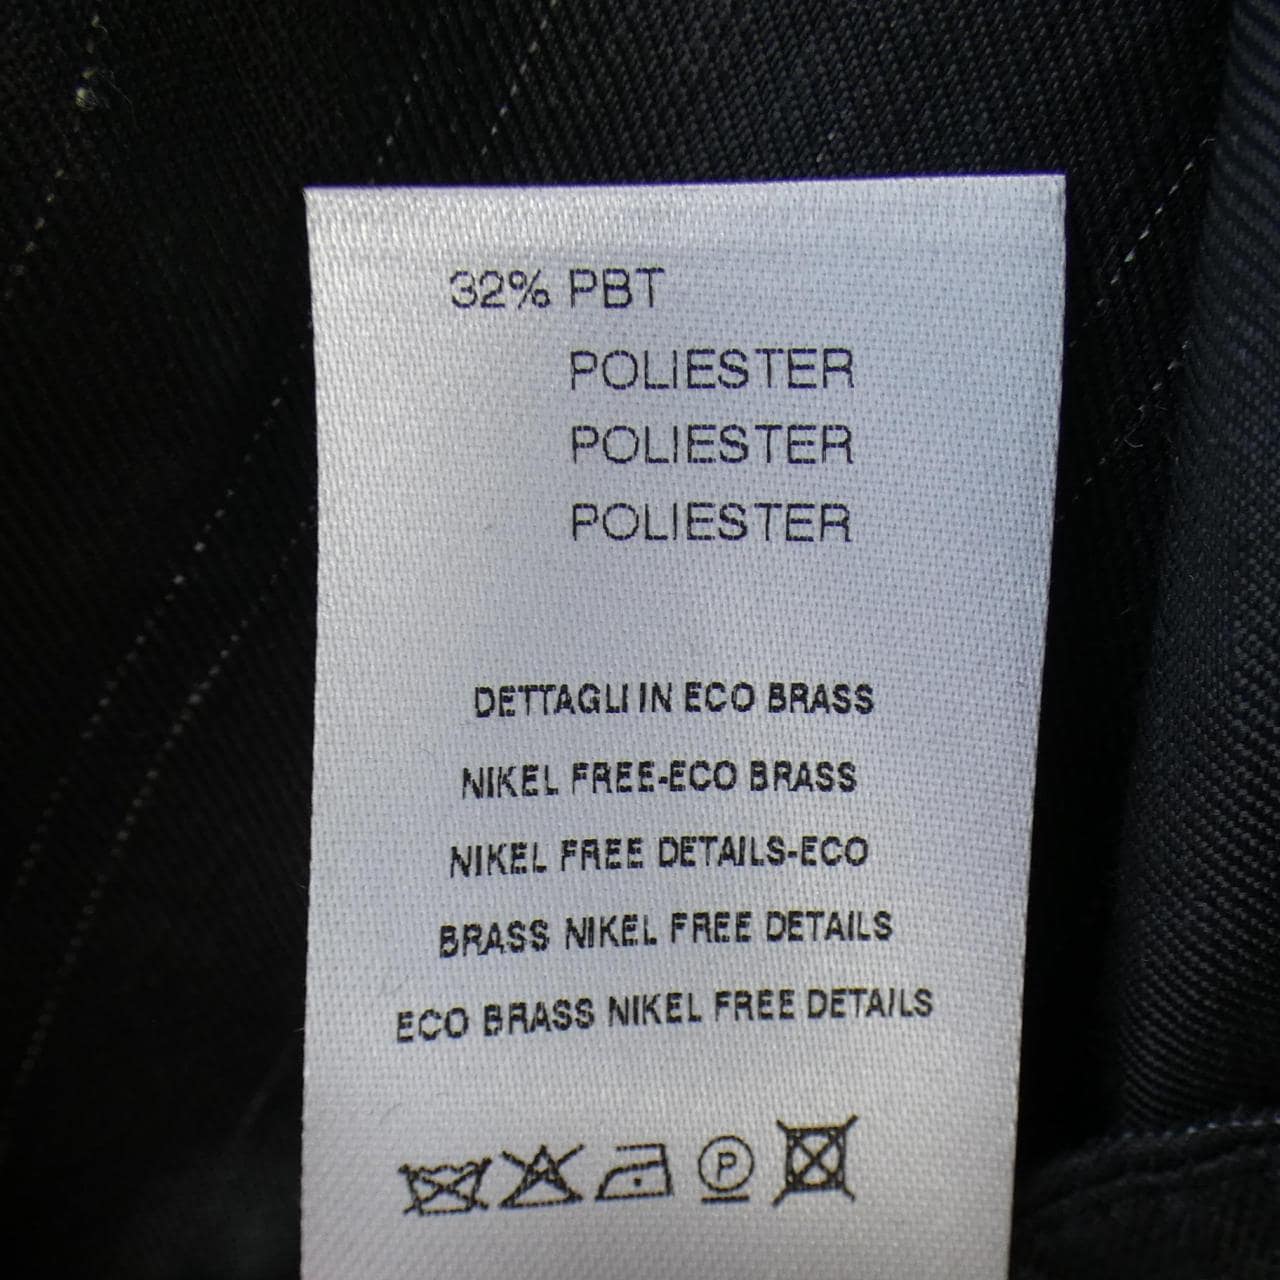 32% PBT
POLIESTER
POLIESTER
POLIESTER
DETTAGLI IN ECO BRASS
NIKEL FREE-ECO BRASS
NIKEL FREE DETAILS-ECO
BRASS NIKEL FREE DETAILS
ECO BRASS NIKEL FREE DETAILS
P